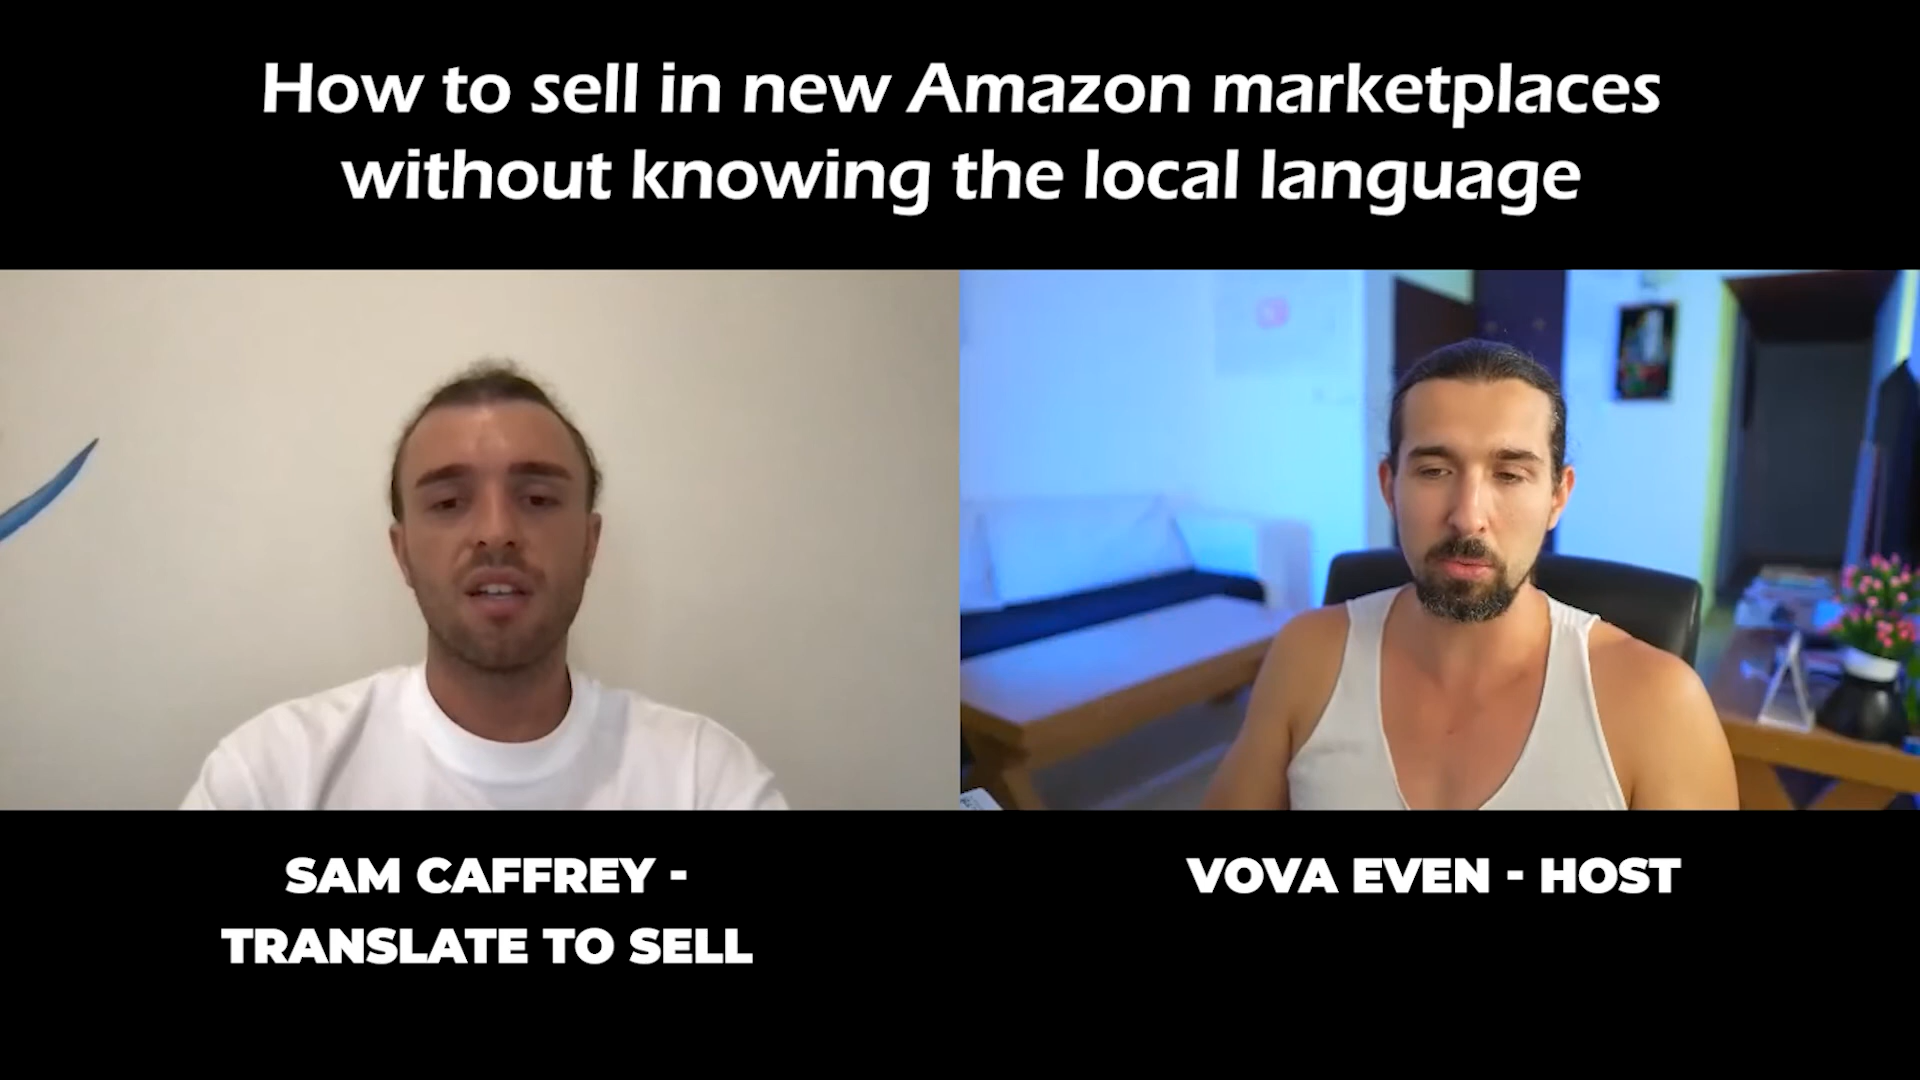 How to sell in new Amazon marketplaces
without knowing the local language
SAM CAFFREY -
TRANSLATE TO SELL
VOVA EVEN - HOST